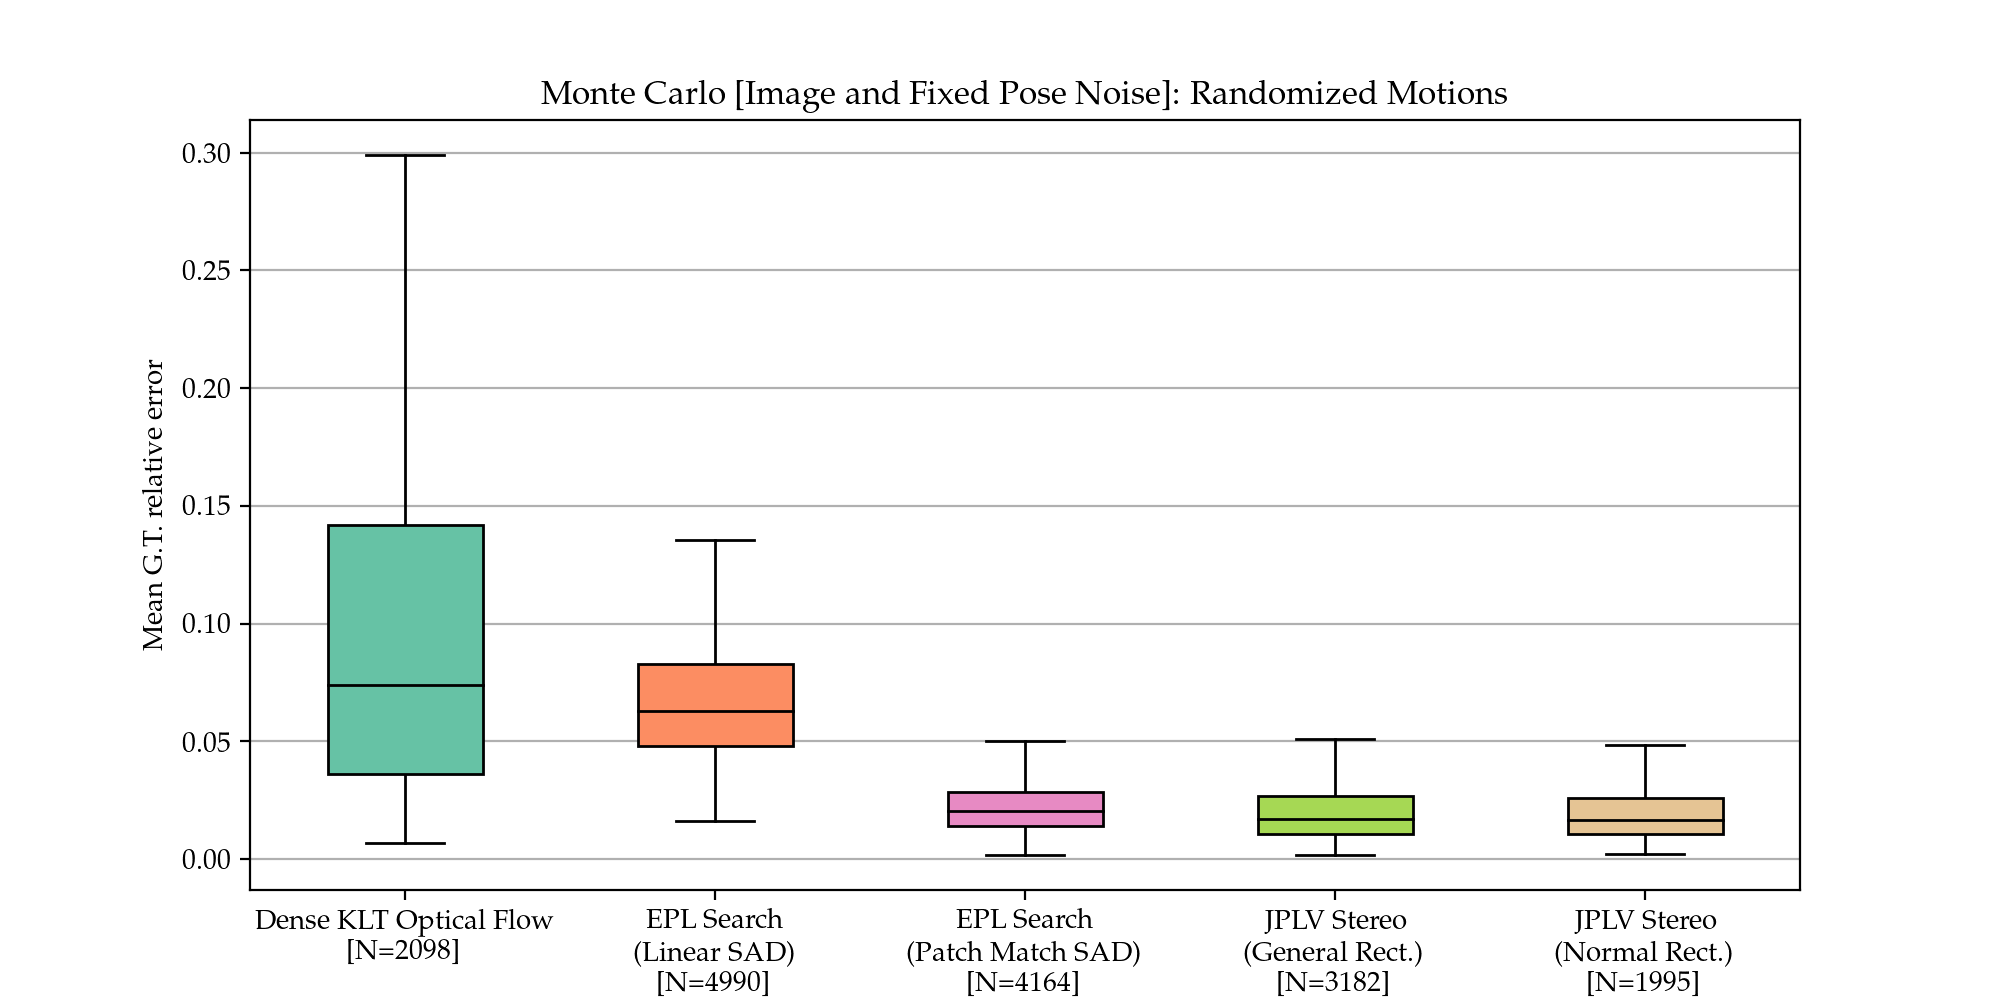 Monte Carlo [Image and Fixed Pose Noise]: Randomized Motions
Mean G.T. relative error
0.30
0.25
0.20
0.15
0.10
0.05
0.00
Dense KLT Optical Flow
[N=2098]
EPL Search
(Linear SAD)
[N=4990]
EPL Search
(Patch Match SAD)
[N=4164]
JPLV Stereo
(General Rect.)
[N=3182]
JPLV Stereo
(Normal Rect.)
[N=1995]